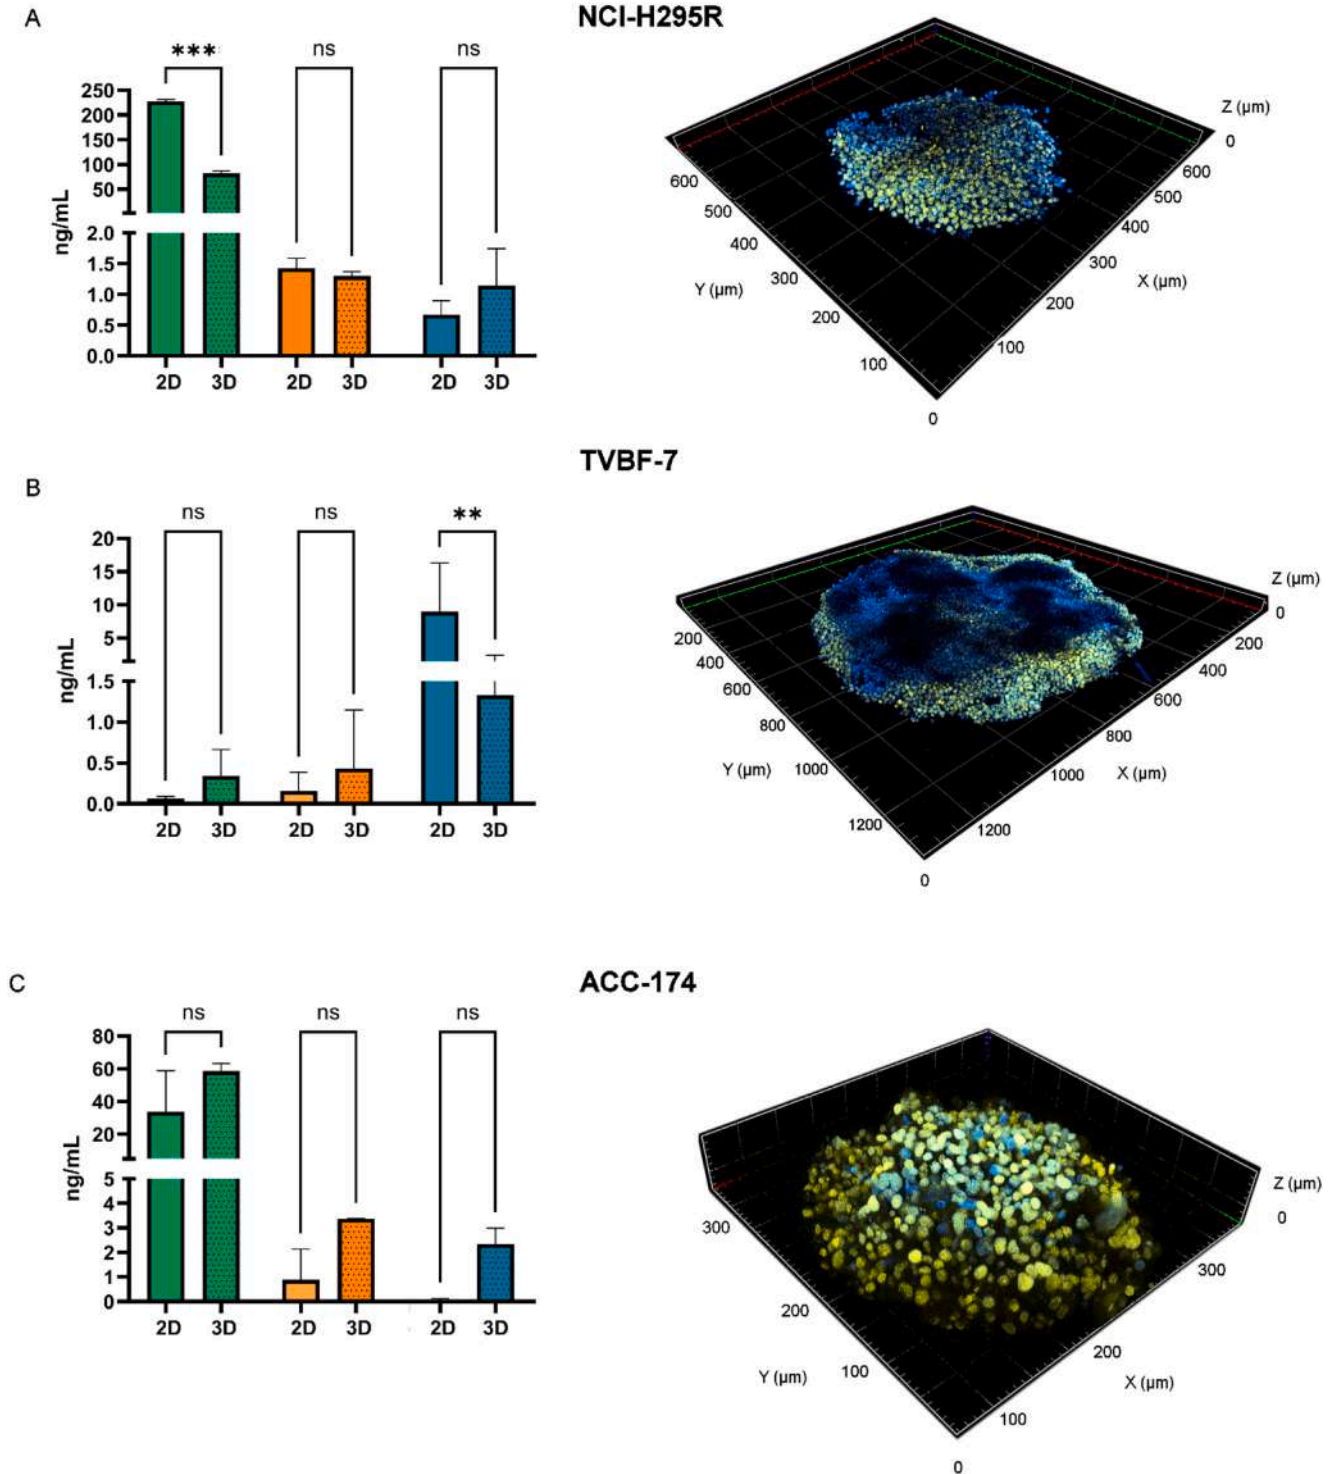 A
NCI-H295R
*** ns ns
250
200
150
100
50
2.0
1.5
1.0
0.5
0.0
ng/mL
2D 3D 2D 3D 2D 3D
Z (µm)
0
600
500
400
300
200
100
0
Y (µm)
600
500
400
300
200
100
X (µm)
B
TVBF-7
ns ns **
20
15
10
5
1.5
1.0
0.5
0.0
ng/mL
2D 3D 2D 3D 2D 3D
Z (µm)
0
200
400
600
800
1000
1200
0
Y (µm)
200
400
600
800
1000
1200
X (µm)
C
ACC-174
ns ns ns
80
60
40
20
5
4
3
2
1
0
ng/mL
2D 3D 2D 3D 2D 3D
Z (µm)
0
300
200
100
0
Y (µm)
300
200
100
X (µm)